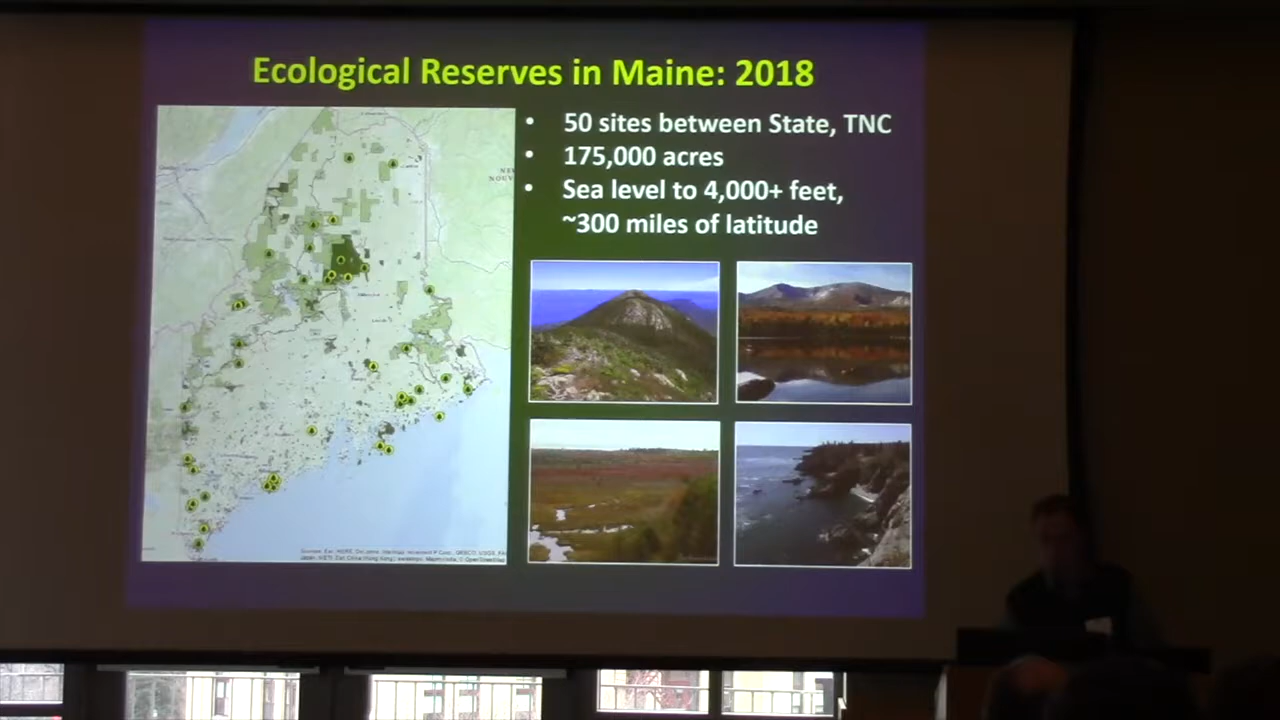 Ecological Reserves in Maine: 2018
• 50 sites between State, TNC
• 175,000 acres
• Sea level to 4,000+ feet,
~300 miles of latitude